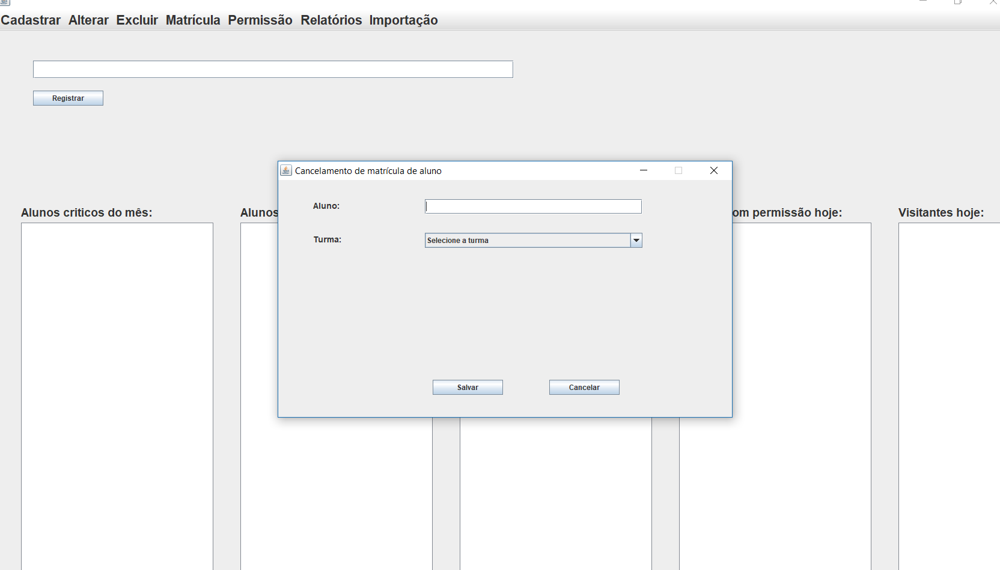 Cadastrar Alterar Excluir Matrícula Permissão Relatórios Importação
Registrar
Cancelamento de matrícula de aluno
Aluno:
Turma:
Selecione a turma
Salvar
Cancelar
Alunos criticos do mês:
Alunos
om permissão hoje:
Visitantes hoje: